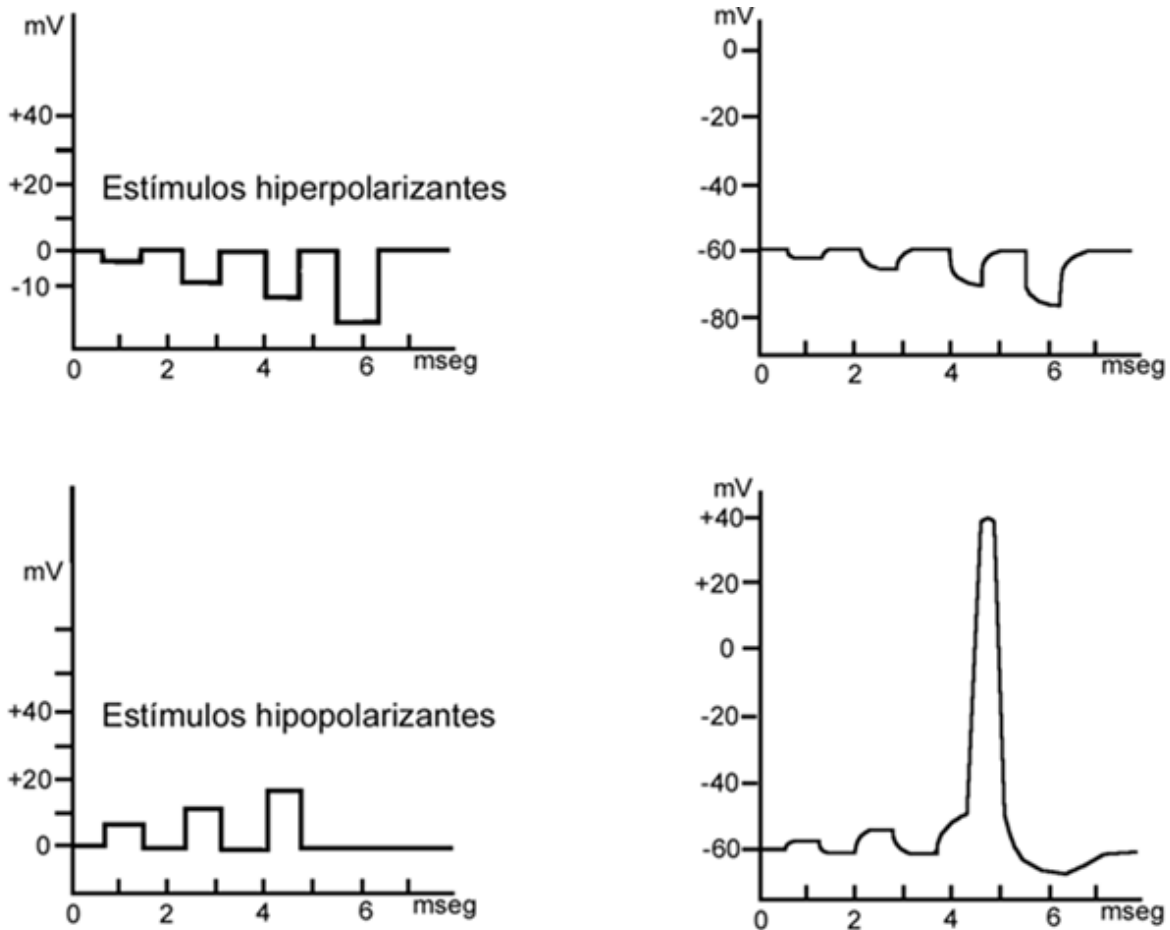 mV
+40
+20
Estímulos hiperpolarizantes
0
-10
0 2 4 6 mseg
mV
0
-20
-40
-60
-80
0 2 4 6 mseg
mV
+40
Estímulos hipopolarizantes
+20
0
0 2 4 6 mseg
mV
+40
+20
0
-20
-40
-60
0 2 4 6 mseg